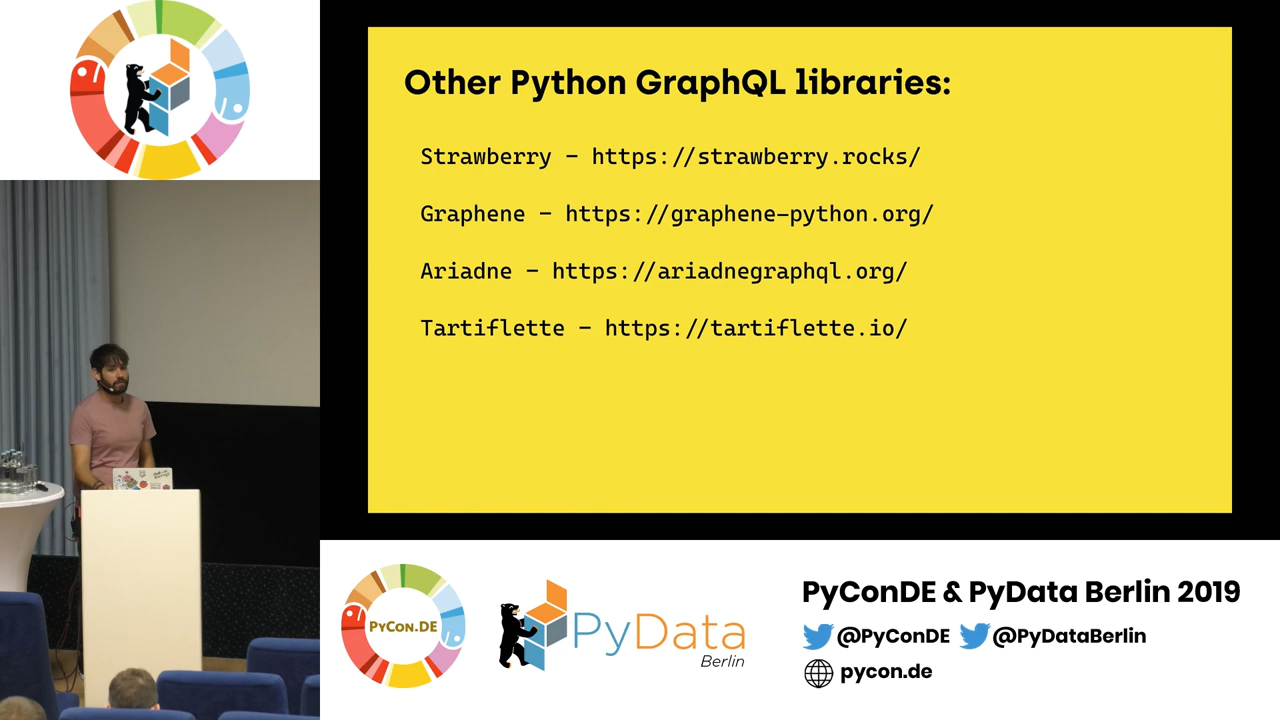 Other Python GraphQL libraries:
Strawberry - https://strawberry.rocks/
Graphene - https://graphene-python.org/
Ariadne - https://ariadnegraphql.org/
Tartiflette - https://tartiflette.io/
PyCon.DE
PyData
Berlin
PyConDE & PyData Berlin 2019
@PyConDE @PyDataBerlin
pycon.de